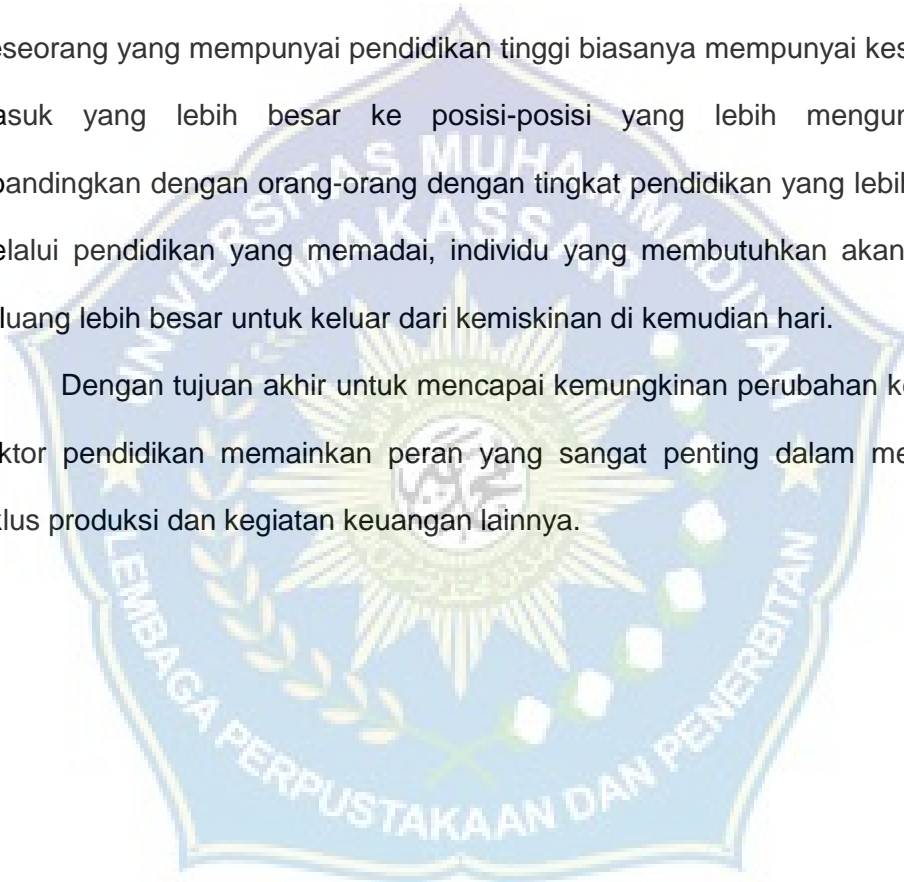 eseorang yang mempunyai pendidikan tinggi biasanya mempunyai kes
asuk yang lebih besar ke posisi-posisi yang lebih mengun
bandingkan dengan orang-orang dengan tingkat pendidikan yang lebih
elalui pendidikan yang memadai, individu yang membutuhkan akan
luang lebih besar untuk keluar dari kemiskinan di kemudian hari.
Dengan tujuan akhir untuk mencapai kemungkinan perubahan ke
ktor pendidikan memainkan peran yang sangat penting dalam me
klus produksi dan kegiatan keuangan lainnya.
UNIVERSITAS MUHAMMADIYAH
MAKASSAR
LEMBAGA PERPUSTAKAAN DAN PENERBITAN